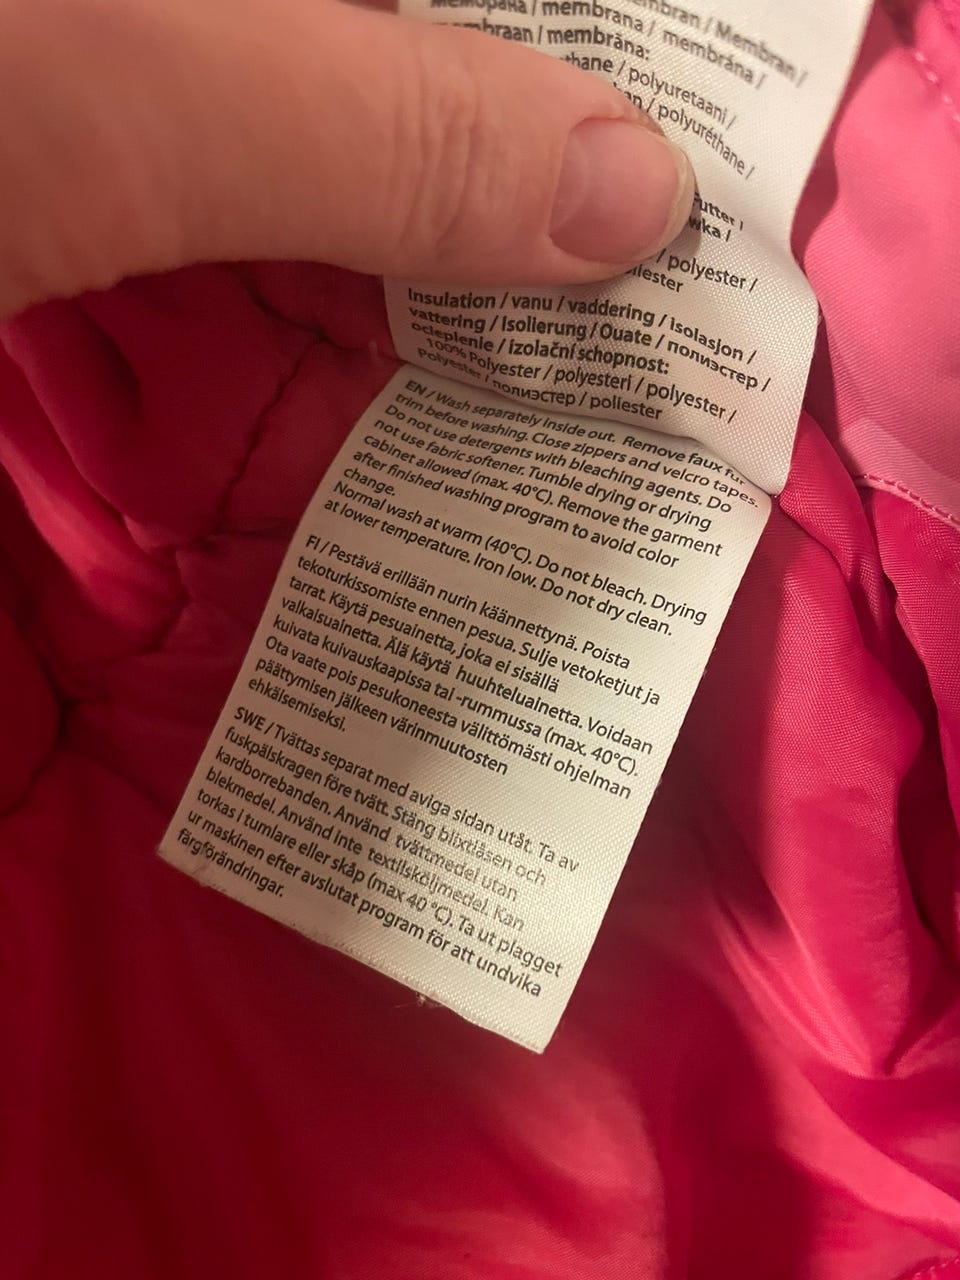 membrana / membrana /
membran / Membran /
membraan / membrāna: membrána /
polyuretaani /
polyuréthane /
Futter /
/ polyester /
Insulation / vanu / vaddering / isolasjon /
vattering / Isolierung / Ouate / полиэстер /
ocieplenie / izolační schopnost:
100% Polyester / polyesteri / polyester /
Polyester / полиэстер / poliester
EN / Wash separately inside out. Remove faux fur
trim before washing. Close zippers and velcro tapes.
Do not use detergents with bleaching agents. Do
not use fabric softener. Tumble drying or drying
cabinet allowed (max. 40°C). Remove the garment
after finished washing program to avoid color
change.
Normal wash at warm (40°C). Do not bleach. Drying
at lower temperature. Iron low. Do not dry clean.
FI / Pestävä erillään nurin käännettynä. Poista
tekoturkissomiste ennen pesua. Sulje vetoketjut ja
tarrat. Käytä pesuainetta, joka ei sisällä
valkaisuainetta. Älä käytä huuhteluainetta. Voidaan
kuivata kuivauskaapissa tai -rummussa (max. 40°C).
Ota vaate pois pesukoneesta välittömästi ohjelman
päättymisen jälkeen värinmuutosten
ehkäisemiseksi.
SWE / Tvättas separat med aviga sidan utåt. Ta av
fuskpälskragen före tvätt. Stäng blixtlåsen och
kardborrebanden. Använd tvättmedel utan
blekmedel. Använd inte textilsköljmedel. Kan
torkas i tumlare eller skåp (max 40 °C). Ta ut plagget
ur maskinen efter avslutat program för att undvika
färgförändringar.